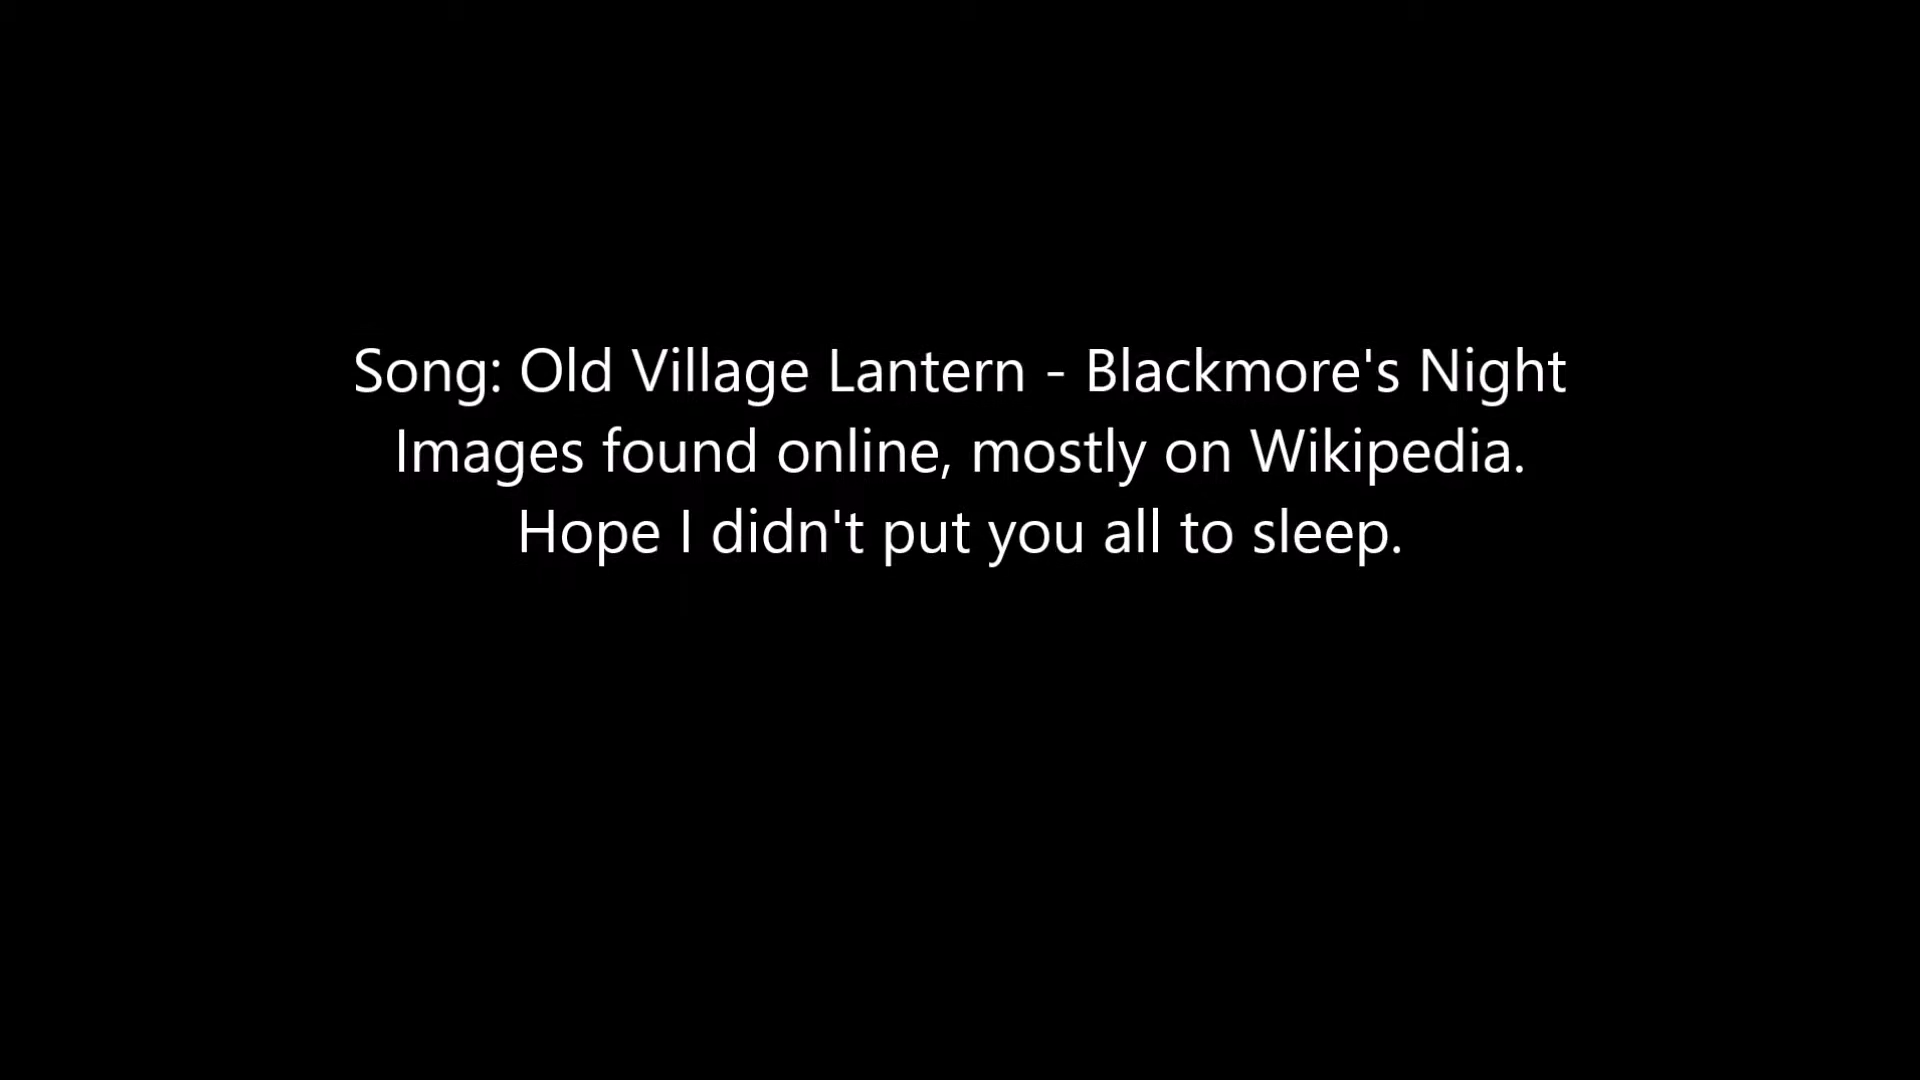 Song: Old Village Lantern - Blackmore's Night
Images found online, mostly on Wikipedia.
Hope I didn't put you all to sleep.